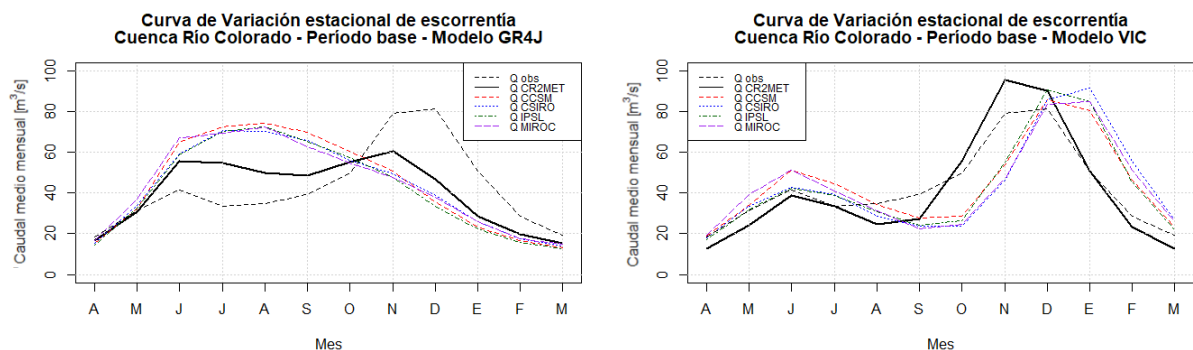 Curva de Variación estacional de escorrentía
Cuenca Río Colorado - Período base - Modelo GR4J
Caudal medio mensual [m³/s]
100
80
60
40
20
0
Q obs
Q CR2MET
Q CCSM
Q CSIRO
Q IPSL
Q MIROC
A M J J A S O N D E F M
Mes
Curva de Variación estacional de escorrentía
Cuenca Río Colorado - Período base - Modelo VIC
Caudal medio mensual [m³/s]
100
80
60
40
20
0
Q obs
Q CR2MET
Q CCSM
Q CSIRO
Q IPSL
Q MIROC
A M J J A S O N D E F M
Mes